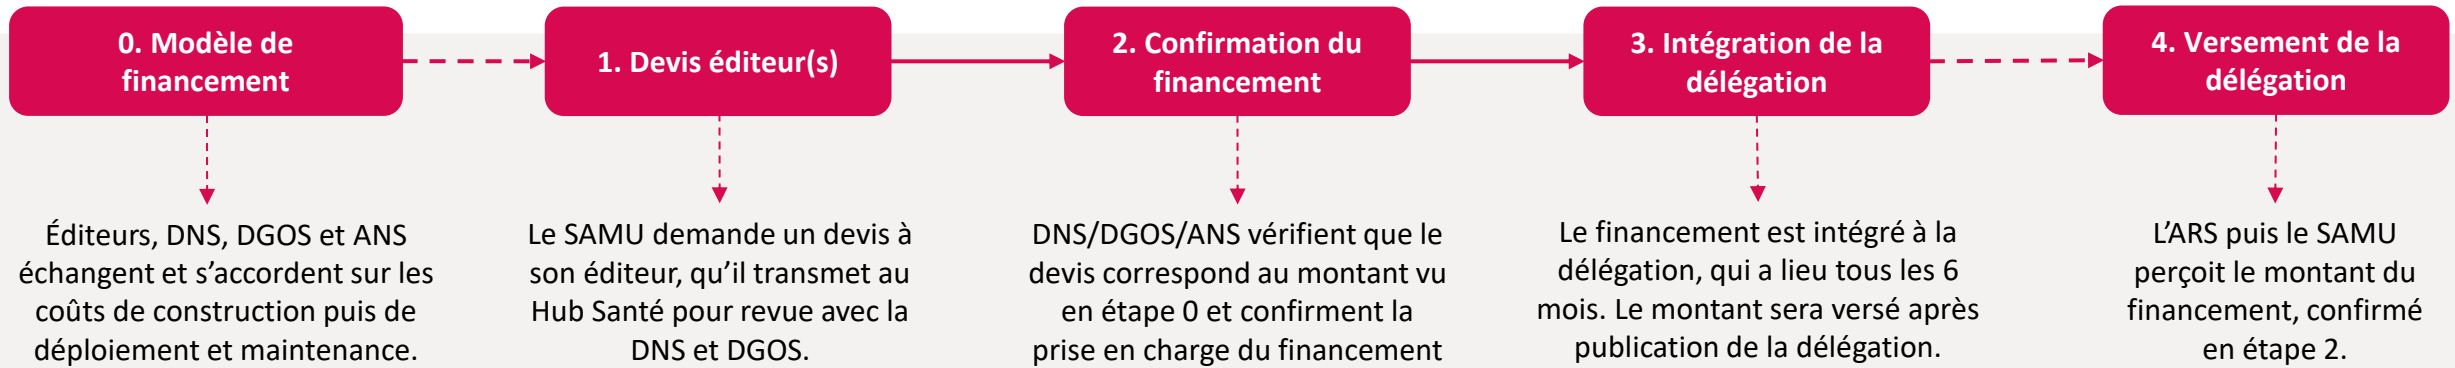 0. Modèle de
financement
1. Devis éditeur(s)
2. Confirmation du
financement
3. Intégration de la
délégation
4. Versement de la
délégation
Éditeurs, DNS, DGOS et ANS
échangent et s’accordent sur les
coûts de construction puis de
déploiement et maintenance.
Le SAMU demande un devis à
son éditeur, qu’il transmet au
Hub Santé pour revue avec la
DNS et DGOS.
DNS/DGOS/ANS vérifient que le
devis correspond au montant vu
en étape 0 et confirment la
prise en charge du financement
Le financement est intégré à la
délégation, qui a lieu tous les 6
mois. Le montant sera versé après
publication de la délégation.
L’ARS puis le SAMU
perçoit le montant du
financement, confirmé
en étape 2.